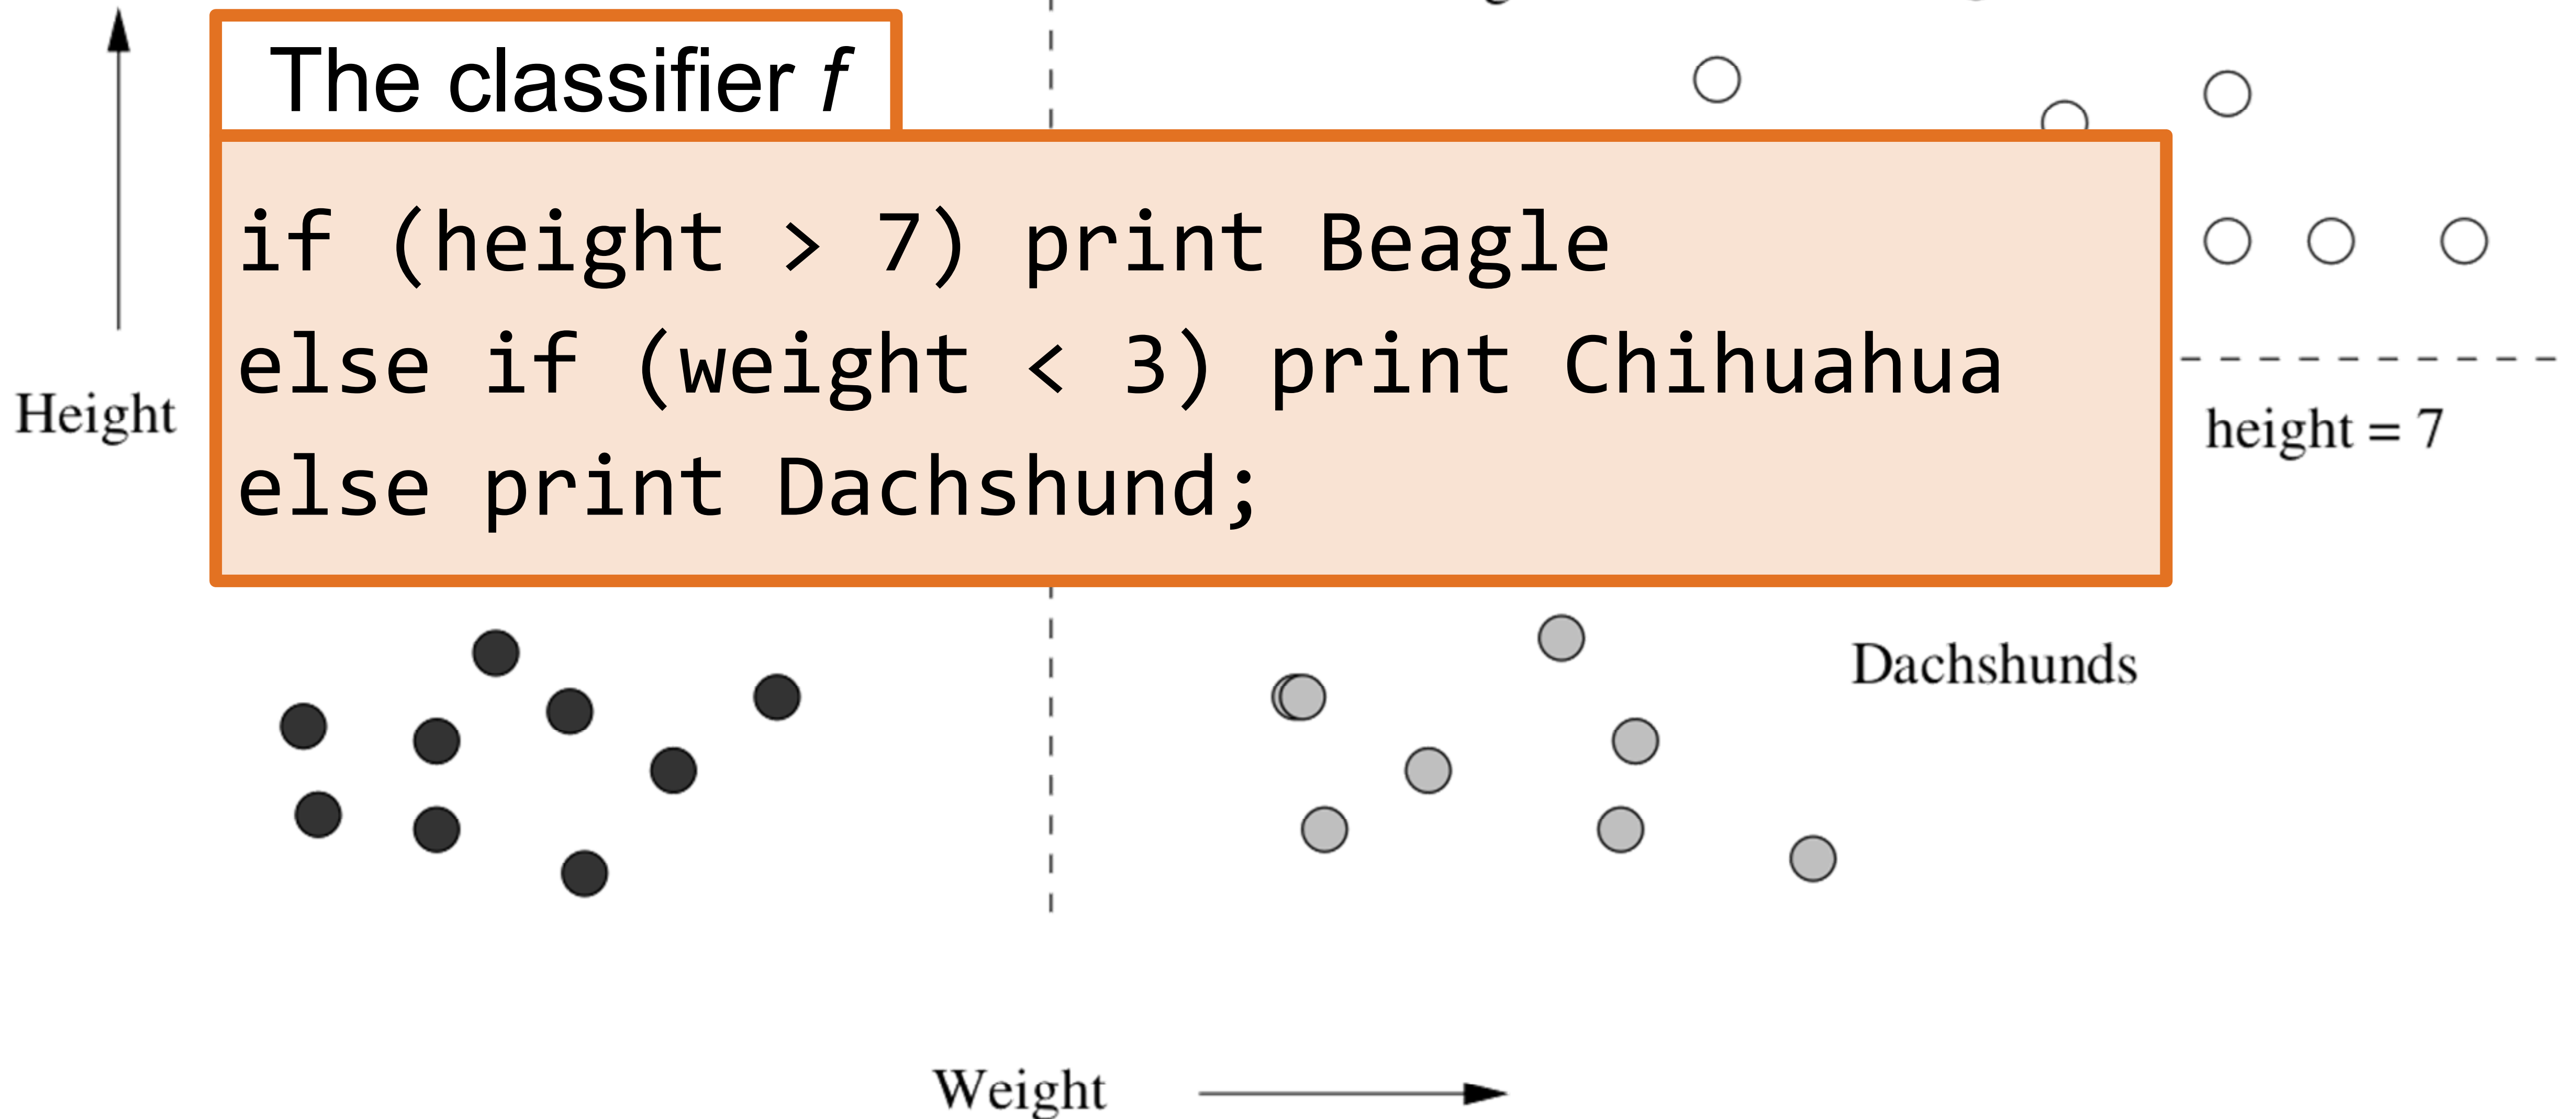 The classifier f
if (height > 7) print Beagle
else if (weight < 3) print Chihuahua
else print Dachshund;
Height
height = 7
Dachshunds
Weight